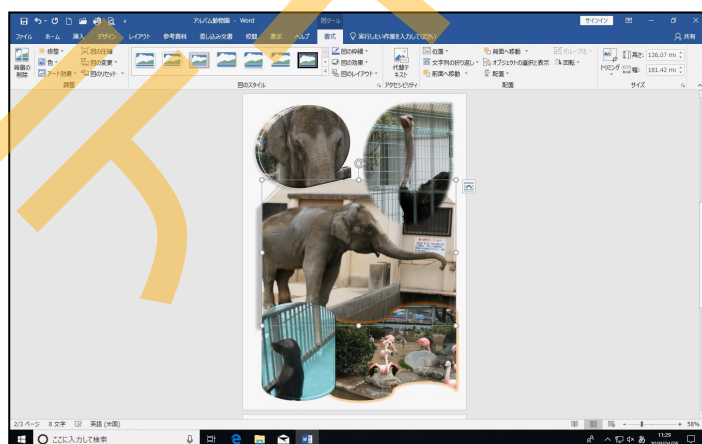 アルバム動物園 - Word
図ツール
サインイン
ファイル ホーム 挿入 デザイン レイアウト 参考資料 差し込み文書 校閲 表示 ヘルプ 書式 実行したい作業を入力してください 共有
背景の削除
修整
色
アート効果
図の圧縮
図の変更
図のリセット
調整
図のスタイル
図の枠線
図の効果
図のレイアウト
代替テキスト
アクセシビリティ
位置
文字列の折り返し
前面へ移動
背面へ移動
オブジェクトの選択と表示
配置
グループ化
回転
配置
トリミング
高さ: 136.07 mm
幅: 181.42 mm
サイズ
2/3 ページ 8 文字 英語 (米国)
58%
ここに入力して検索
あ
11:29